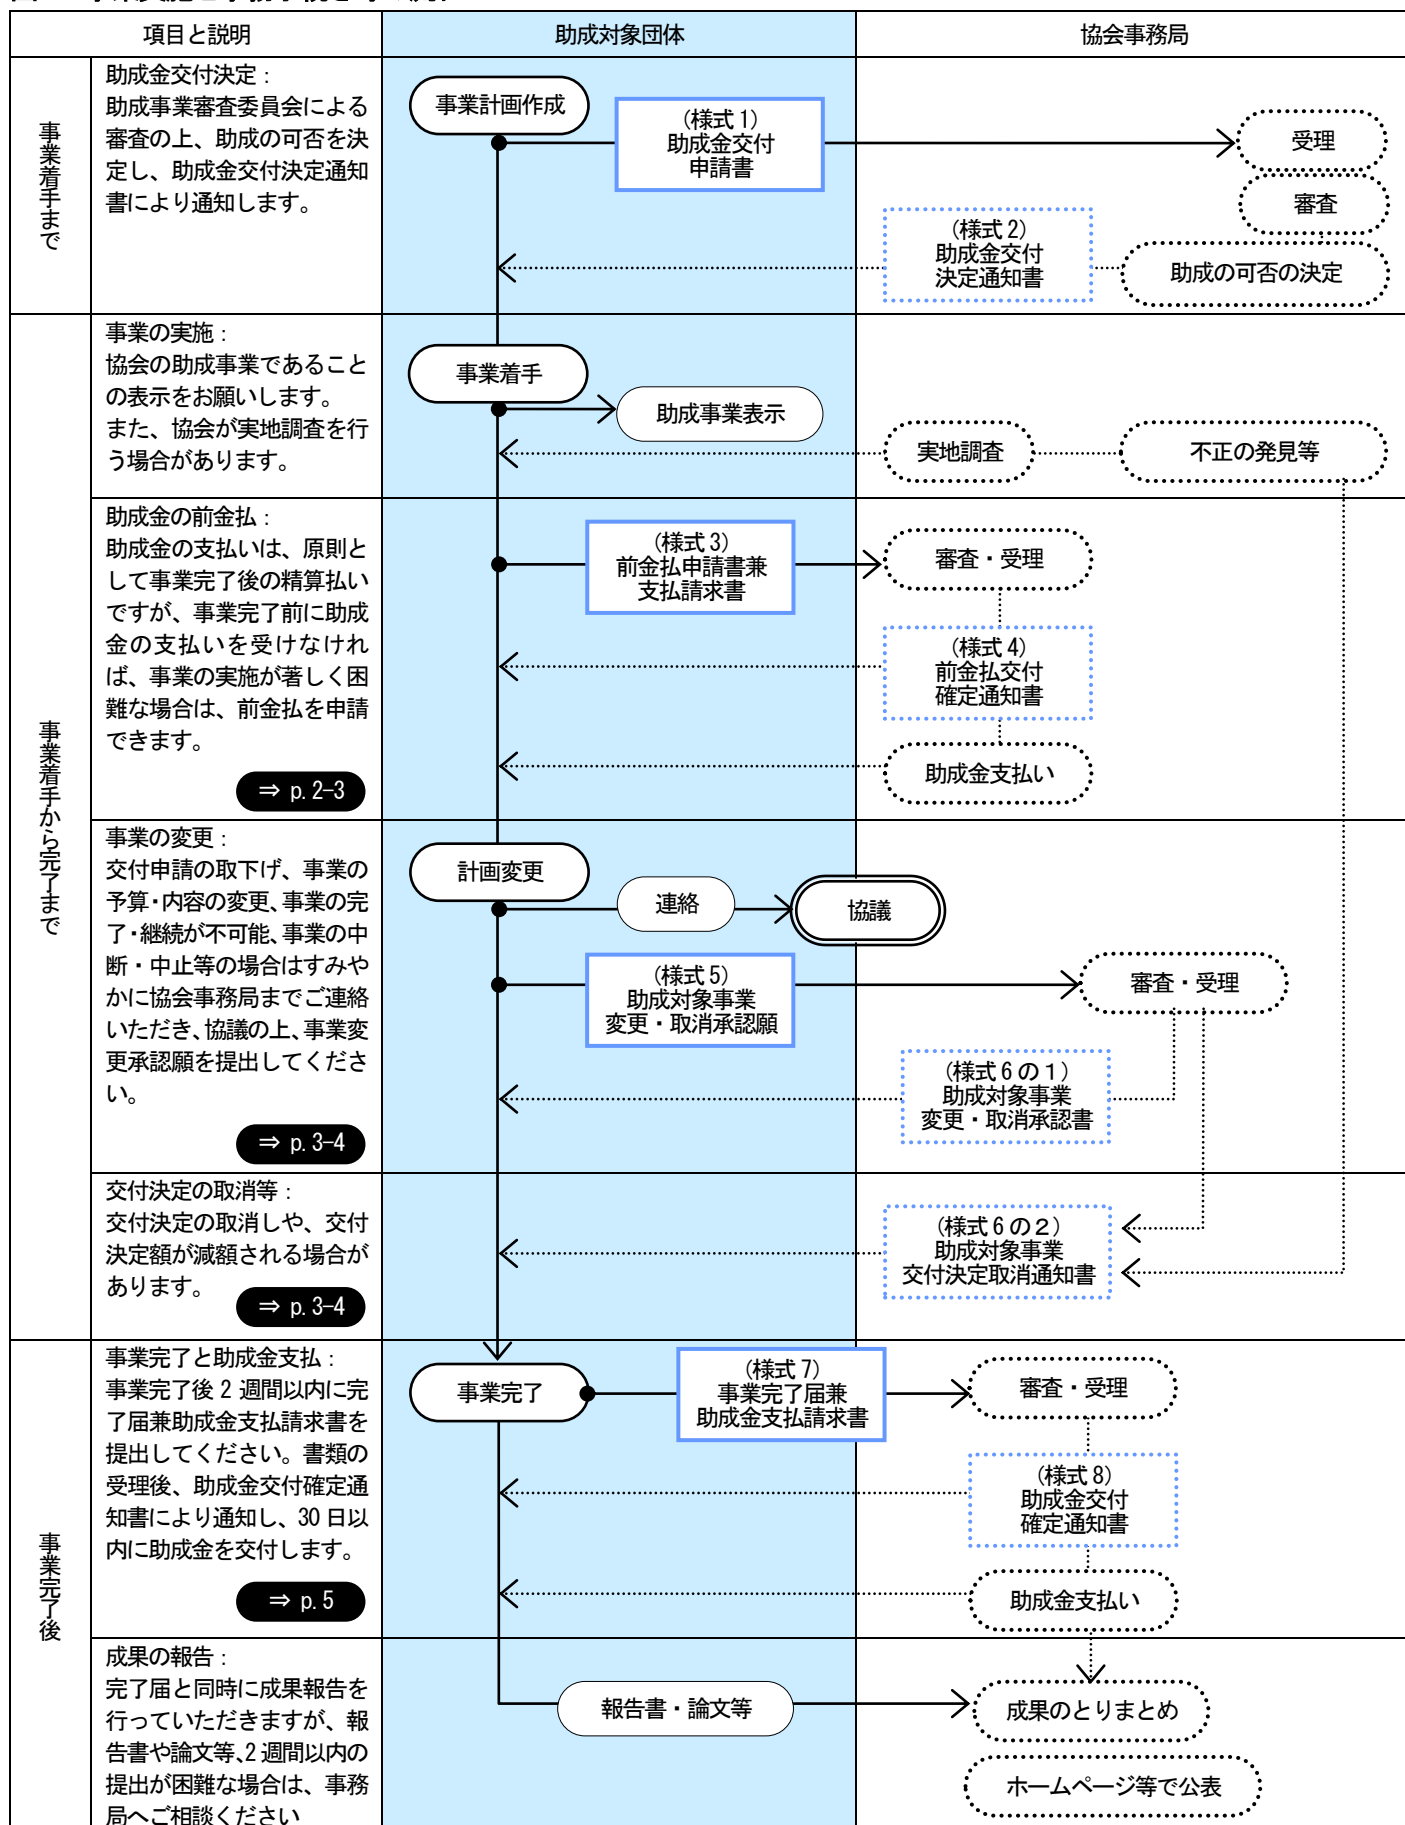 項目と説明
助成対象団体
協会事務局
事業着手まで
助成金交付決定：
助成事業審査委員会による
審査の上、助成の可否を決
定し、助成金交付決定通知
書により通知します。
事業計画作成
(様式 1)
助成金交付
申請書
受理
審査
助成の可否の決定
(様式 2)
助成金交付
決定通知書
事業着手から完了まで
事業の実施：
協会の助成事業であること
の表示をお願いします。
また、協会が実地調査を行
う場合があります。
事業着手
助成事業表示
実地調査
不正の発見等
助成金の前金払：
助成金の支払いは、原則と
して事業完了後の精算払い
ですが、事業完了前に助成
金の支払いを受けなけれ
ば、事業の実施が著しく困
難な場合は、前金払を申請
できます。
⇒ p.2-3
(様式 3)
前金払申請書兼
支払請求書
審査・受理
(様式 4)
前金払交付
確定通知書
助成金支払い
事業の変更：
交付申請の取下げ、事業の
予算・内容の変更、事業の完
了・継続が不可能、事業の中
断・中止等の場合はすみや
かに協会事務局までご連絡
いただき、協議の上、事業変
更承認願を提出してくださ
い。
⇒ p.3-4
計画変更
連絡
協議
(様式 5)
助成対象事業
変更・取消承認願
審査・受理
(様式 6 の 1)
助成対象事業
変更・取消承認書
交付決定の取消等：
交付決定の取消しや、交付
決定額が減額される場合が
あります。
⇒ p.3-4
(様式 6 の 2)
助成対象事業
交付決定取消通知書
事業完了後
事業完了と助成金支払：
事業完了後 2 週間以内に完
了届兼助成金支払請求書を
提出してください。書類の
受理後、助成金交付確定通
知書により通知し、30 日以
内に助成金を交付します。
⇒ p.5
事業完了
(様式 7)
事業完了届兼
助成金支払請求書
審査・受理
(様式 8)
助成金交付
確定通知書
助成金支払い
成果の報告：
完了届と同時に成果報告を
行っていただきますが、報
告書や論文等、2 週間以内の
提出が困難な場合は、事務
局へご相談ください
報告書・論文等
成果のとりまとめ
ホームページ等で公表